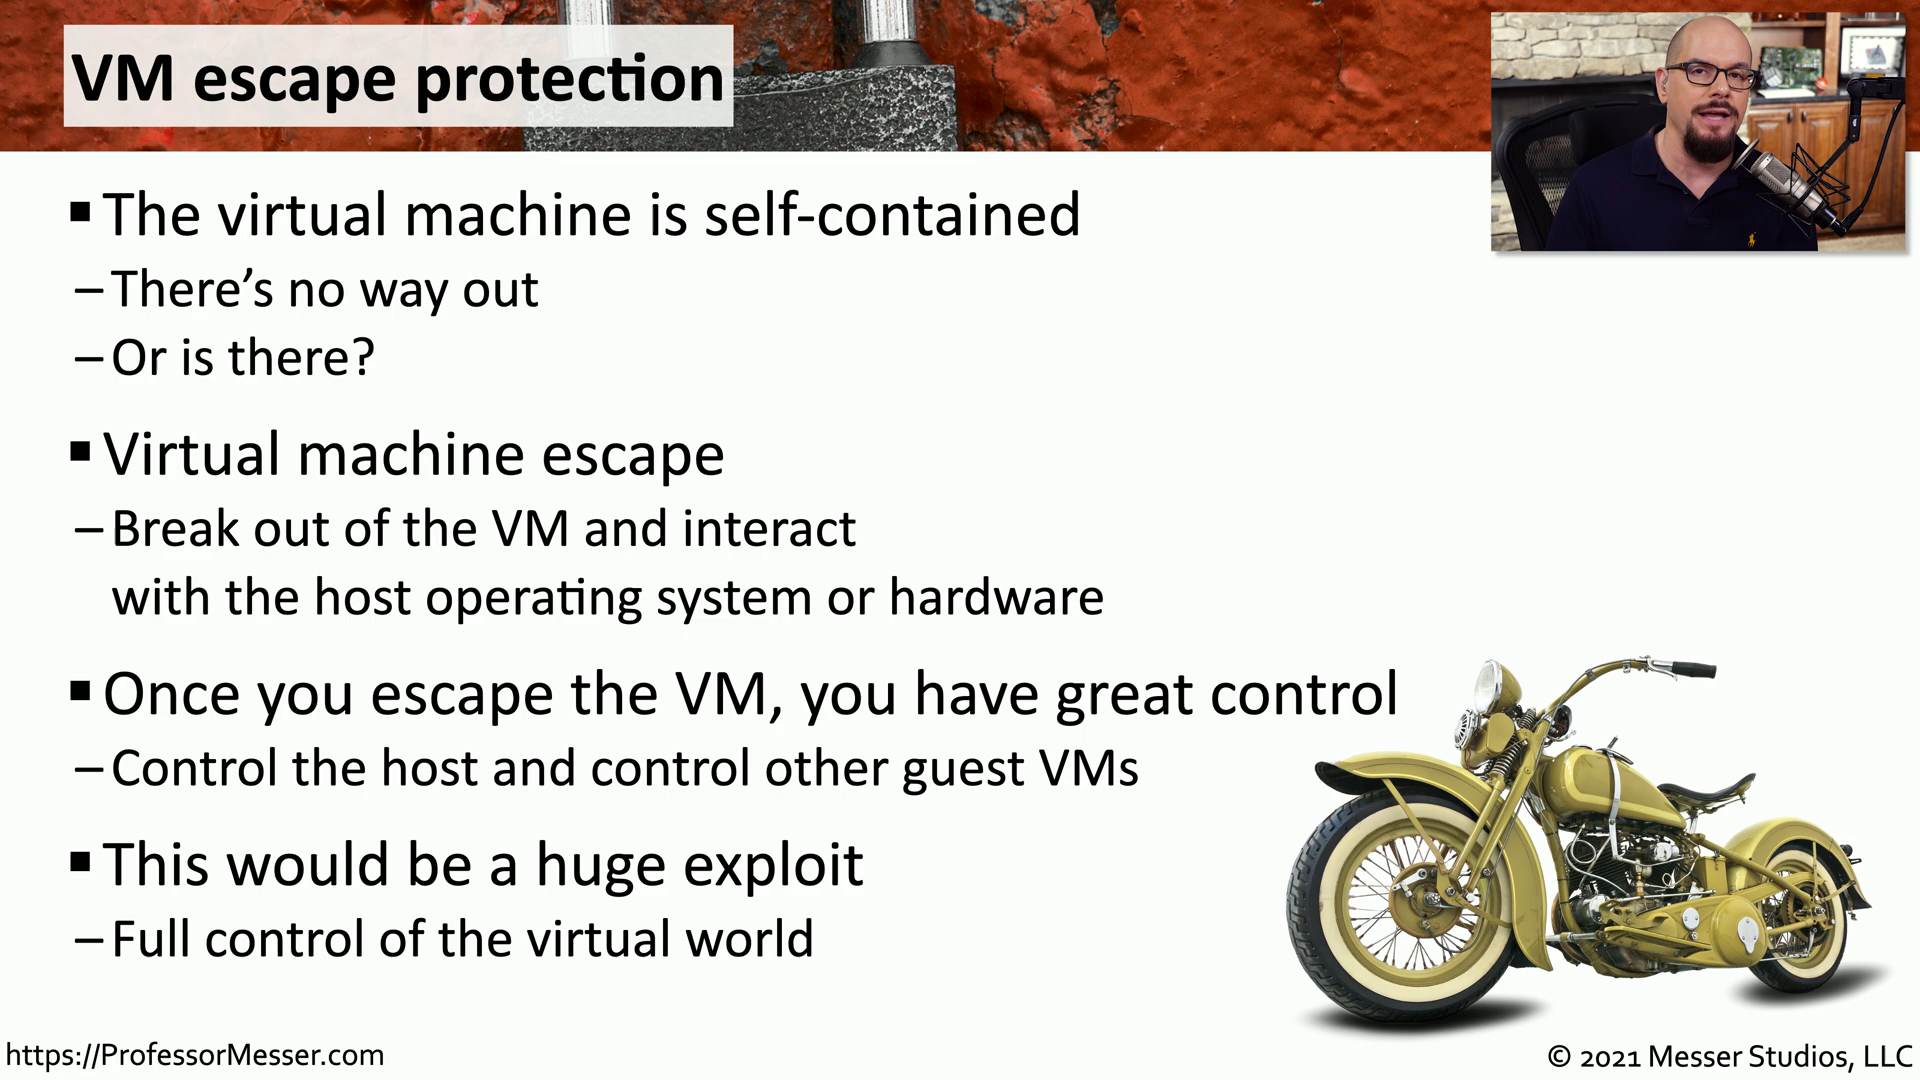 VM escape protection
▪ The virtual machine is self-contained
– There’s no way out
– Or is there?
▪ Virtual machine escape
– Break out of the VM and interact
with the host operating system or hardware
▪ Once you escape the VM, you have great control
– Control the host and control other guest VMs
▪ This would be a huge exploit
– Full control of the virtual world
https://ProfessorMesser.com
© 2021 Messer Studios, LLC